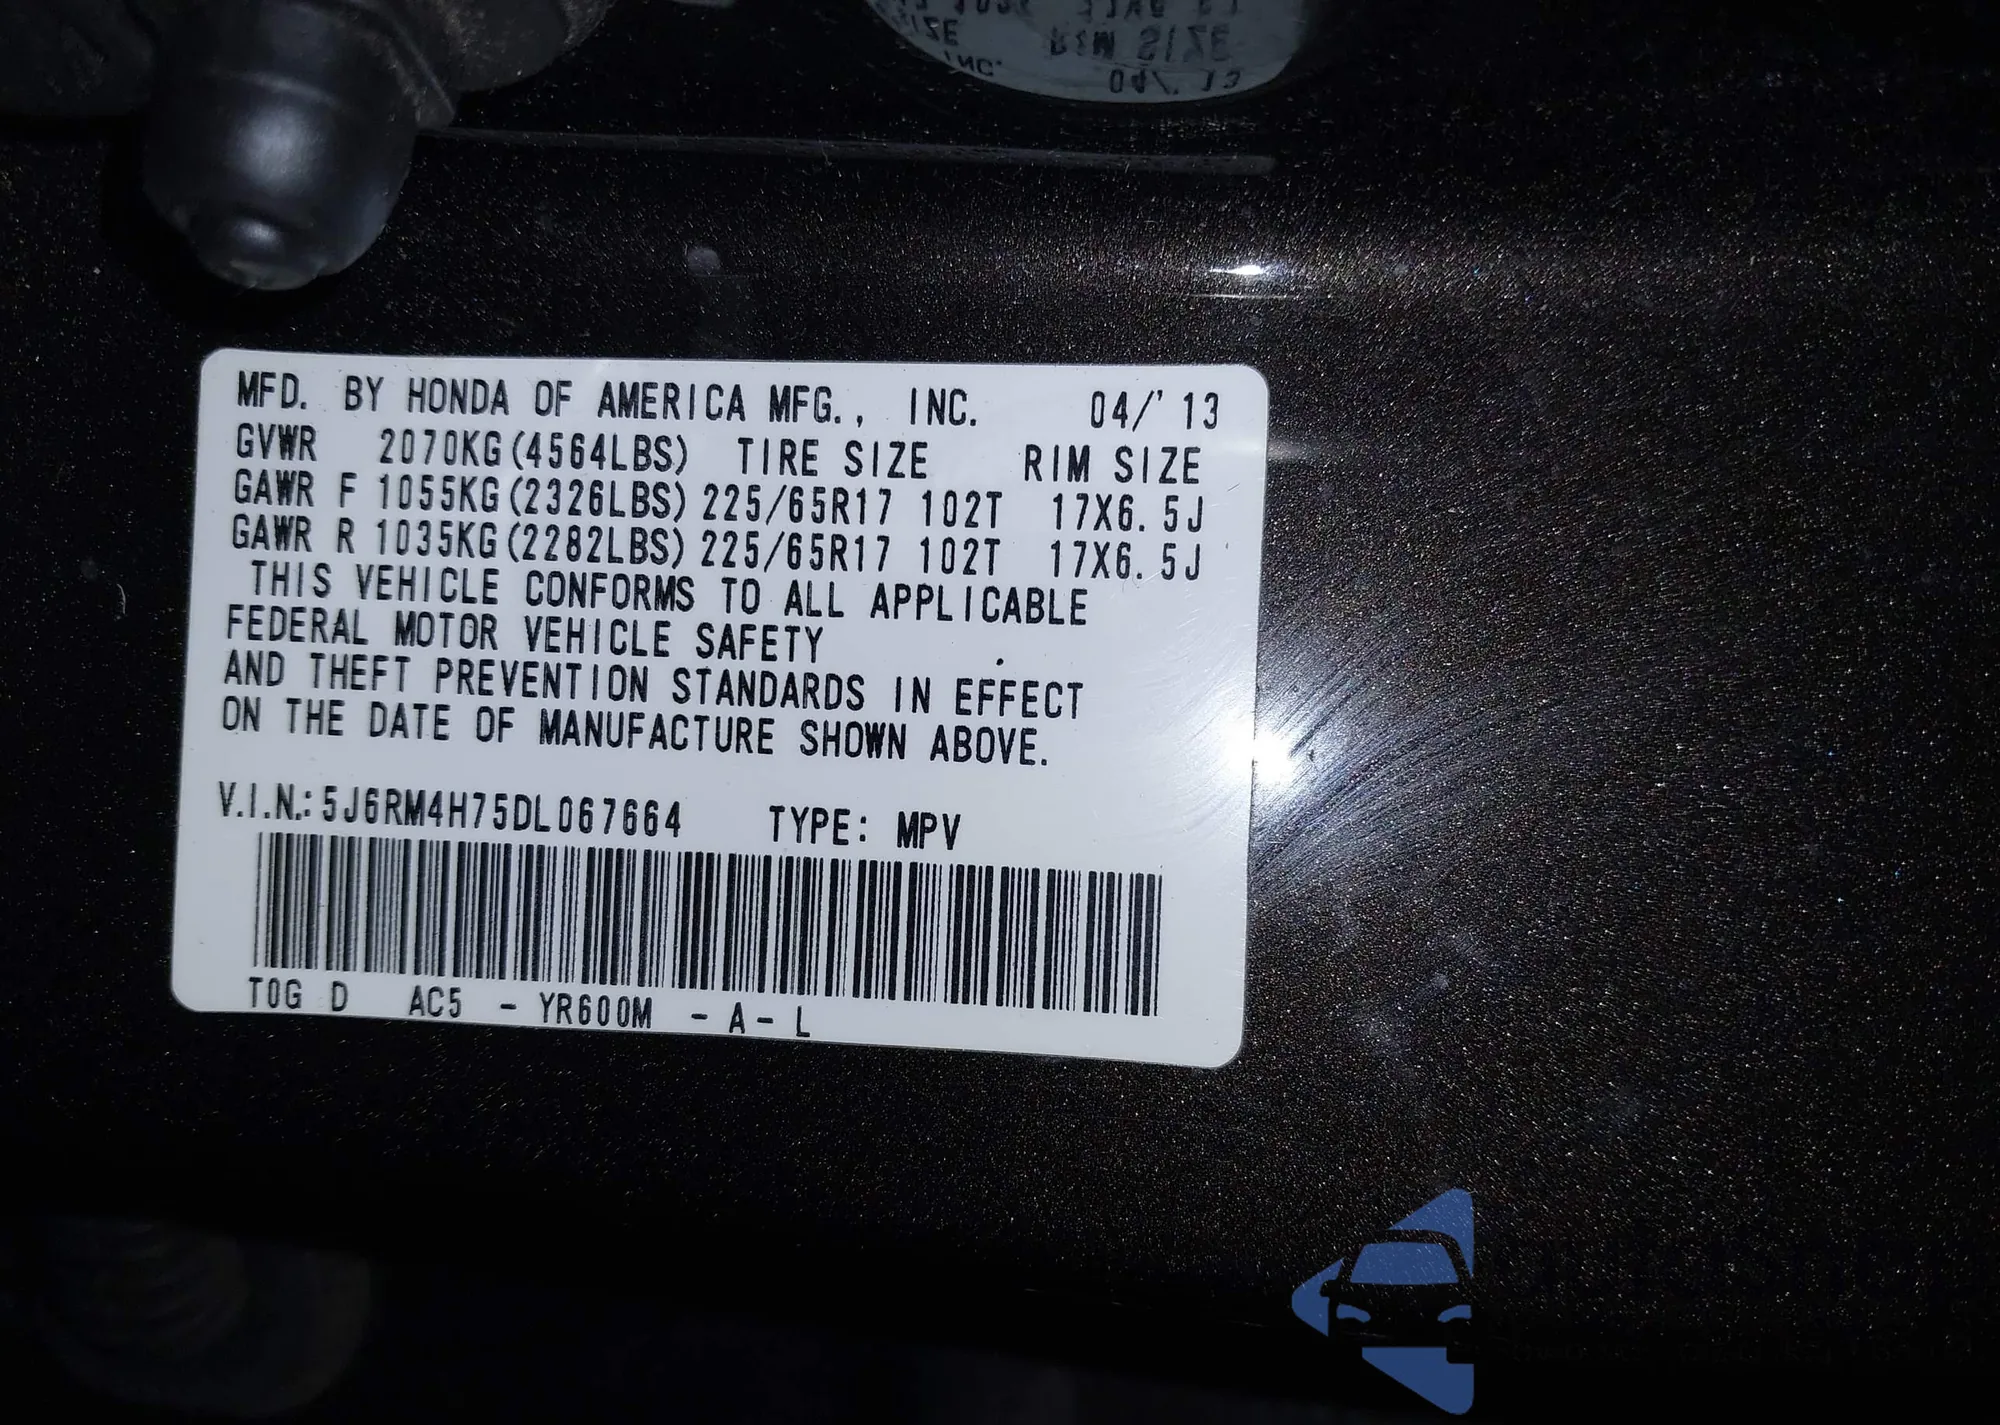 MFD. BY HONDA OF AMERICA MFG., INC. 04/'13
GVWR 2070KG(4564LBS) TIRE SIZE RIM SIZE
GAWR F 1055KG(2326LBS) 225/65R17 102T 17X6.5J
GAWR R 1035KG(2282LBS) 225/65R17 102T 17X6.5J
THIS VEHICLE CONFORMS TO ALL APPLICABLE
FEDERAL MOTOR VEHICLE SAFETY
AND THEFT PREVENTION STANDARDS IN EFFECT
ON THE DATE OF MANUFACTURE SHOWN ABOVE.
V.I.N.: 5J6RM4H75DL067664 TYPE: MPV
T0G D AC5 - YR600M - A - L